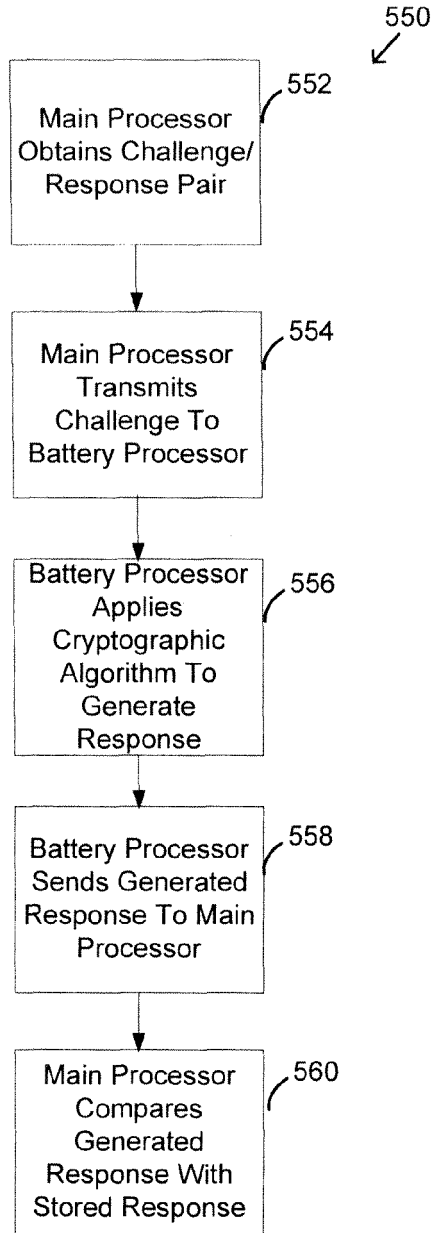 550
552
Main Processor
Obtains Challenge/
Response Pair
554
Main Processor
Transmits
Challenge To
Battery Processor
556
Battery Processor
Applies
Cryptographic
Algorithm To
Generate
Response
558
Battery Processor
Sends Generated
Response To Main
Processor
560
Main Processor
Compares
Generated
Response With
Stored Response